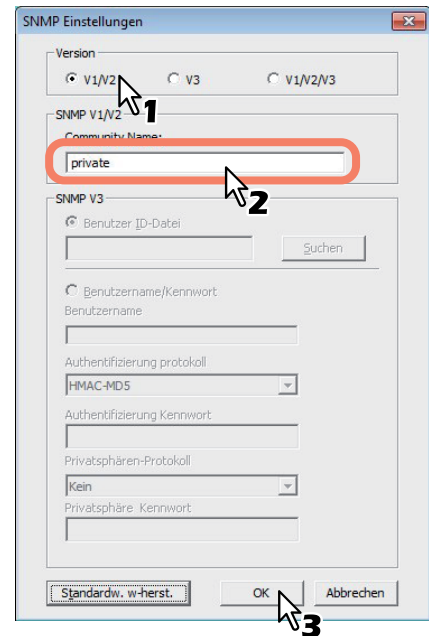 SNMP Einstellungen
Version
V1/V2 V3 V1/V2/V3
1
SNMP V1/V2
Community Name:
private
2
SNMP V3
Benutzer ID-Datei
Suchen
Benutzername/Kennwort
Benutzername
Authentifizierung protokoll
HMAC-MD5
Authentifizierung Kennwort
Privatsphären-Protokoll
Kein
Privatsphäre Kennwort
Standardw. w-herst. OK Abbrechen
3